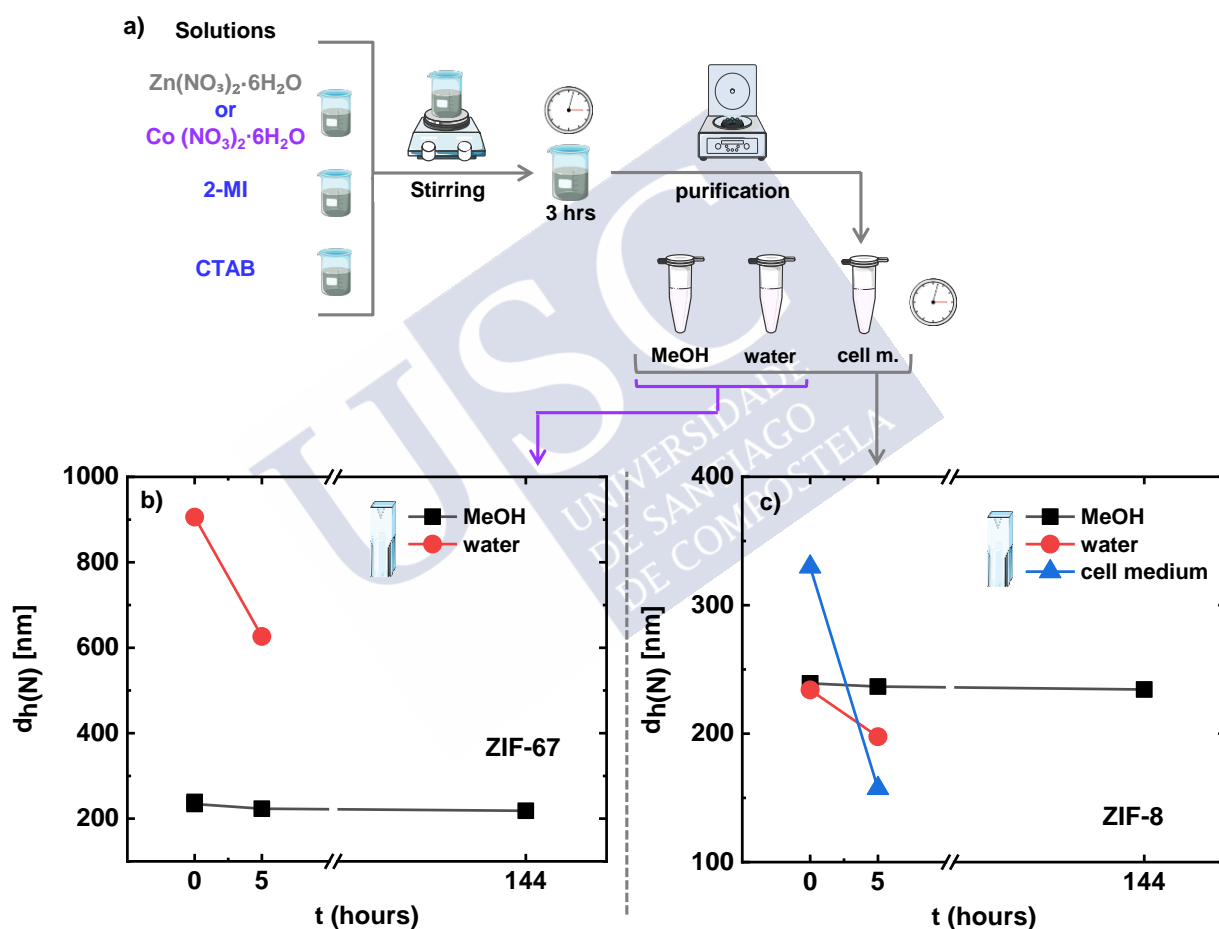 a)
Solutions
Zn(NO₃)₂·6H₂O
or
Co (NO₃)₂·6H₂O
2-MI
CTAB
Stirring
3 hrs
purification
MeOH
water
cell m.
USC
UNIVERSIDADE
DE SANTIAGO
DE COMPOSTELA
b)
MeOH
water
1000
800
600
400
200
dh(N) [nm]
ZIF-67
0
5
144
t (hours)
c)
MeOH
water
cell medium
400
300
200
100
dh(N) [nm]
ZIF-8
0
5
144
t (hours)